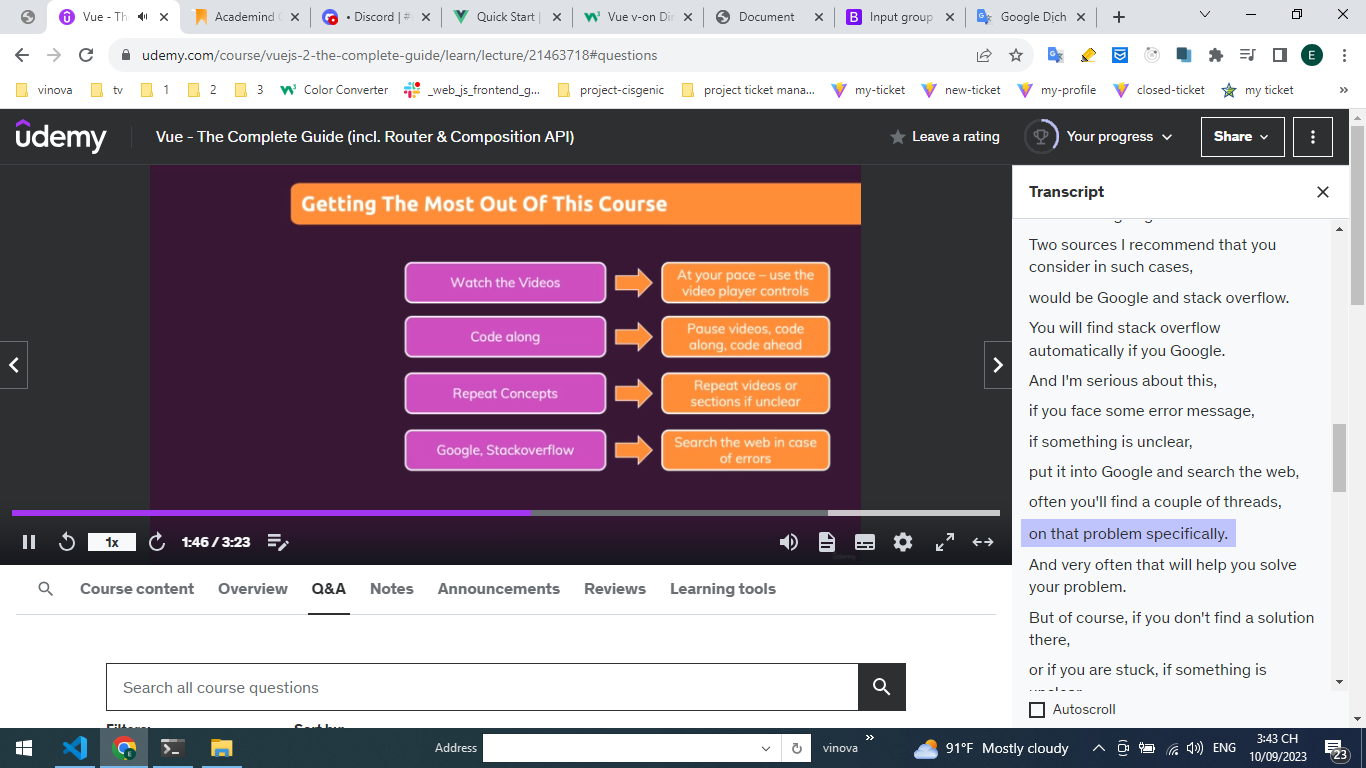 Vue - Th
Academind C
• Discord | #
Quick Start |
Vue v-on Dir
Document
Input group
Google Dich
udemy.com/course/vuejs-2-the-complete-guide/learn/lecture/21463718#questions
E
vinova
tv
1
2
3
Color Converter
_web_js_frontend_g...
project-cisgenic
project ticket mana...
my-ticket
new-ticket
my-profile
closed-ticket
my ticket
»
udemy
Vue - The Complete Guide (incl. Router & Composition API)
Leave a rating
Your progress
Share
Getting The Most Out Of This Course
Watch the Videos
At your pace – use the
video player controls
Code along
Pause videos, code
along, code ahead
Repeat Concepts
Repeat videos or
sections if unclear
Google, Stackoverflow
Search the web in case
of errors
1x
1:46 / 3:23
Transcript
Two sources I recommend that you
consider in such cases,
would be Google and stack overflow.
You will find stack overflow
automatically if you Google.
And I'm serious about this,
if you face some error message,
if something is unclear,
put it into Google and search the web,
often you'll find a couple of threads,
on that problem specifically.
And very often that will help you solve
your problem.
But of course, if you don't find a solution
there,
or if you are stuck, if something is
Autoscroll
Course content
Overview
Q&A
Notes
Announcements
Reviews
Learning tools
Search all course questions
Address
vinova
»
91°F Mostly cloudy
ENG
3:43 CH
10/09/2023
23